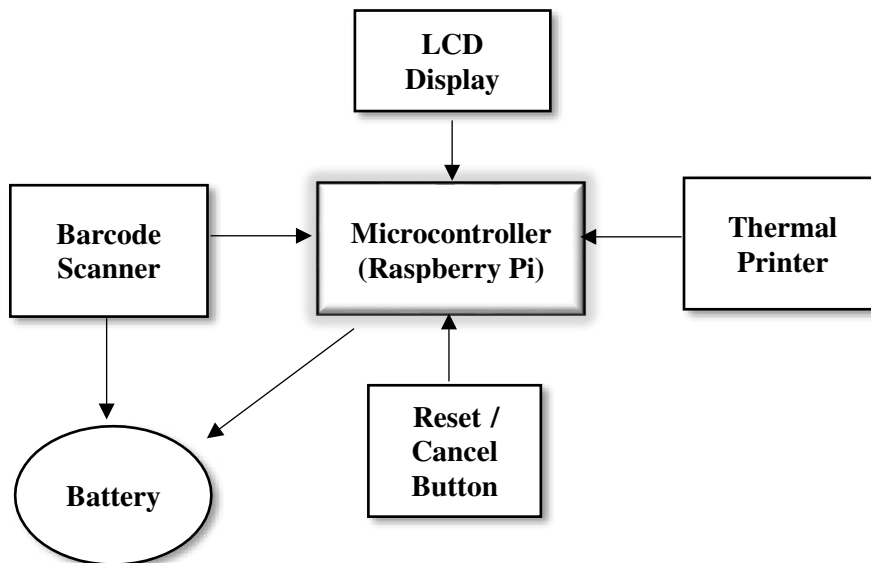 LCD
Display
Barcode
Scanner
Microcontroller
(Raspberry Pi)
Thermal
Printer
Reset /
Cancel
Button
Battery